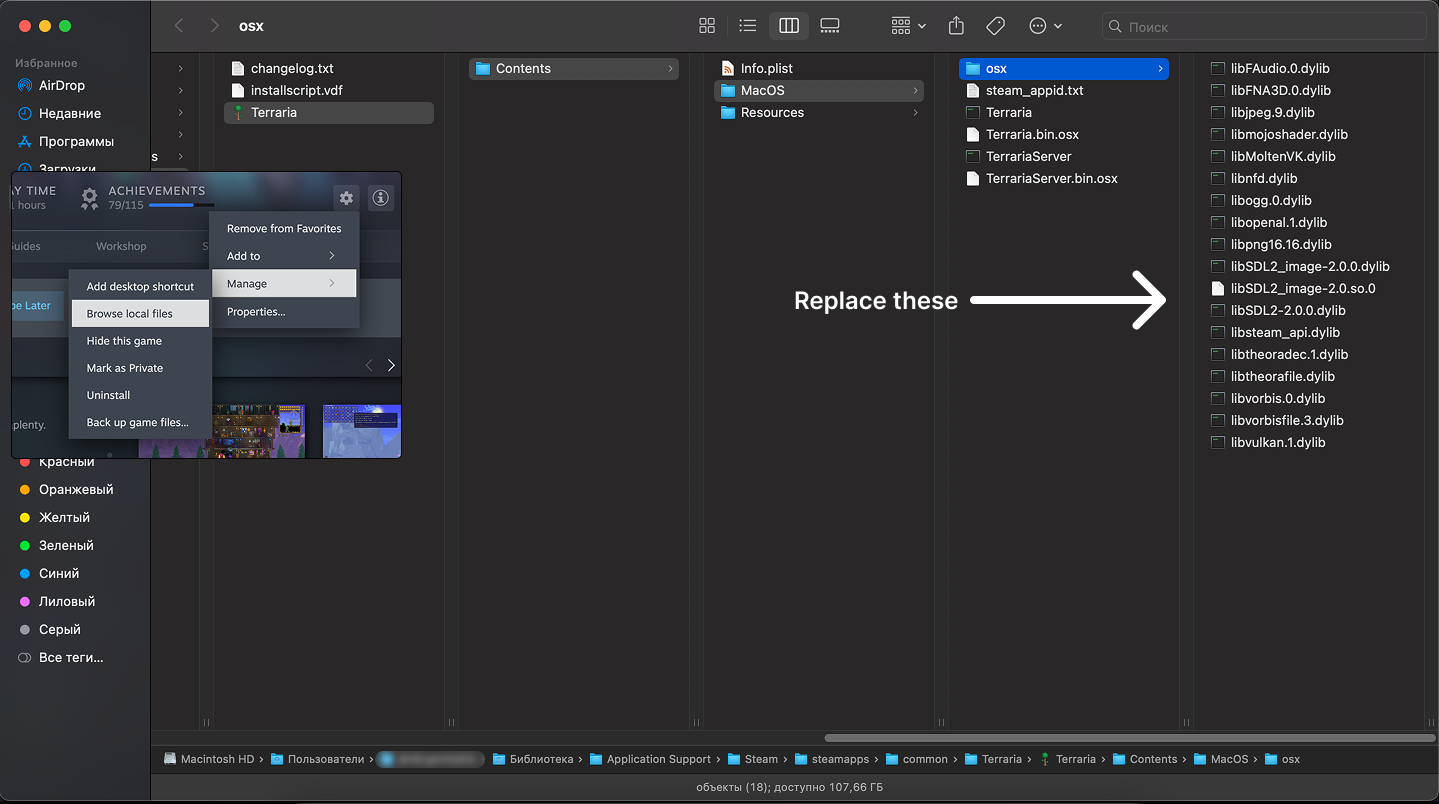 osx
Поиск
Избранное
AirDrop
Недавние
Программы
Загрузки
changelog.txt
installscript.vdf
Terraria
Contents
Info.plist
MacOS
Resources
osx
steam_appid.txt
Terraria
Terraria.bin.osx
TerrariaServer
TerrariaServer.bin.osx
libFAudio.0.dylib
libFNA3D.0.dylib
libjpeg.9.dylib
libmojoshader.dylib
libMoltenVK.dylib
libnfd.dylib
libogg.0.dylib
libopenal.1.dylib
libpng16.16.dylib
libSDL2_image-2.0.0.dylib
libSDL2_image-2.0.so.0
libSDL2-2.0.0.dylib
libsteam_api.dylib
libtheoradec.1.dylib
libtheorafile.dylib
libvorbis.0.dylib
libvorbisfile.3.dylib
libvulkan.1.dylib
s
AY TIME
1 hours
ACHIEVEMENTS
79/115
Guides
Workshop
S
Remove from Favorites
Add to
Manage
Properties...
be Later
Add desktop shortcut
Browse local files
Hide this game
Mark as Private
Uninstall
Back up game files...
plenty.
Replace these
Красный
Оранжевый
Желтый
Зеленый
Синий
Лиловый
Серый
Все теги...
Macintosh HD › Пользователи › › Библиотека › Application Support › Steam › steamapps › common › Terraria › Terraria › Contents › MacOS › osx
объекты (18); доступно 107,66 ГБ